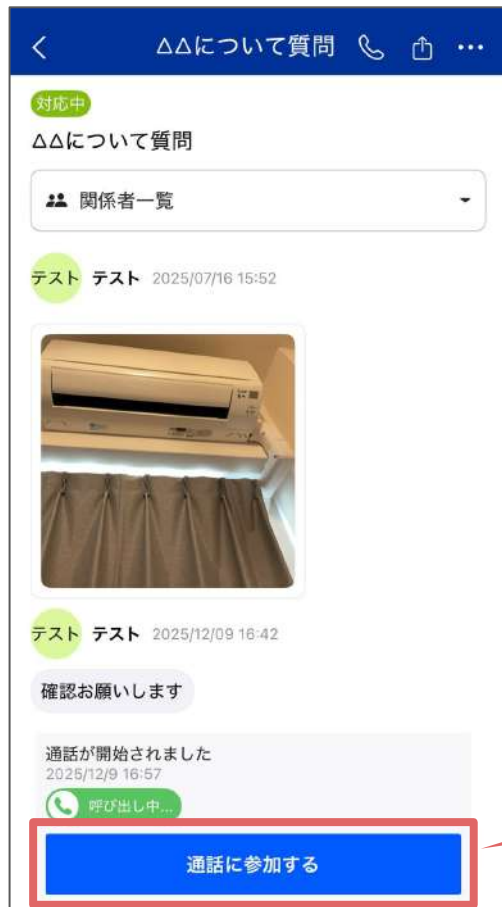 △△について質問
対応中
△△について質問
関係者一覧
テスト テスト 2025/07/16 15:52
テスト テスト 2025/12/09 16:42
確認お願いします
通話が開始されました
2025/12/9 16:57
呼び出し中...
通話に参加する